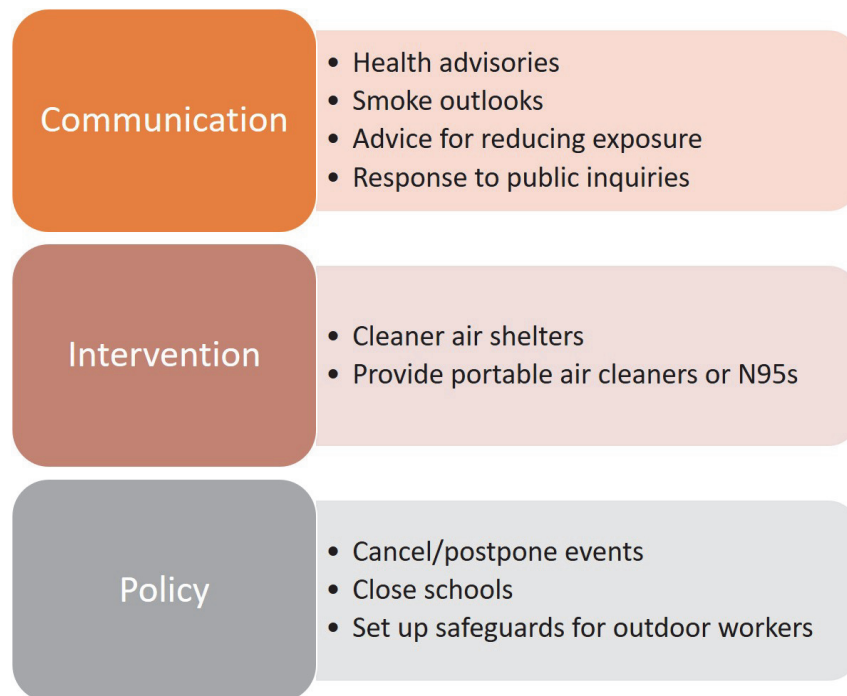 Communication
• Health advisories
• Smoke outlooks
• Advice for reducing exposure
• Response to public inquiries
Intervention
• Cleaner air shelters
• Provide portable air cleaners or N95s
Policy
• Cancel/postpone events
• Close schools
• Set up safeguards for outdoor workers